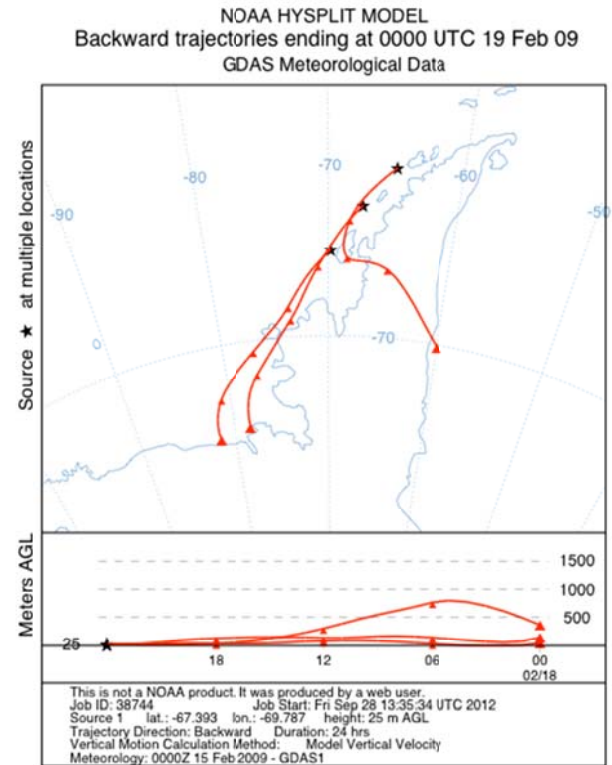 NOAA HYSPLIT MODEL
Backward trajectories ending at 0000 UTC 19 Feb 09
GDAS Meteorological Data
Source ★ at multiple locations
-90
-80
-70
-60
-50
0
-70
Meters AGL
1500
1000
500
25
18
12
06
00
02/18
This is not a NOAA product. It was produced by a web user.
Job ID: 38744 Job Start: Fri Sep 28 13:35:34 UTC 2012
Source 1 lat.: -67.393 lon.: -69.787 height: 25 m AGL
Trajectory Direction: Backward Duration: 24 hrs
Vertical Motion Calculation Method: Model Vertical Velocity
Meteorology: 0000Z 15 Feb 2009 - GDAS1